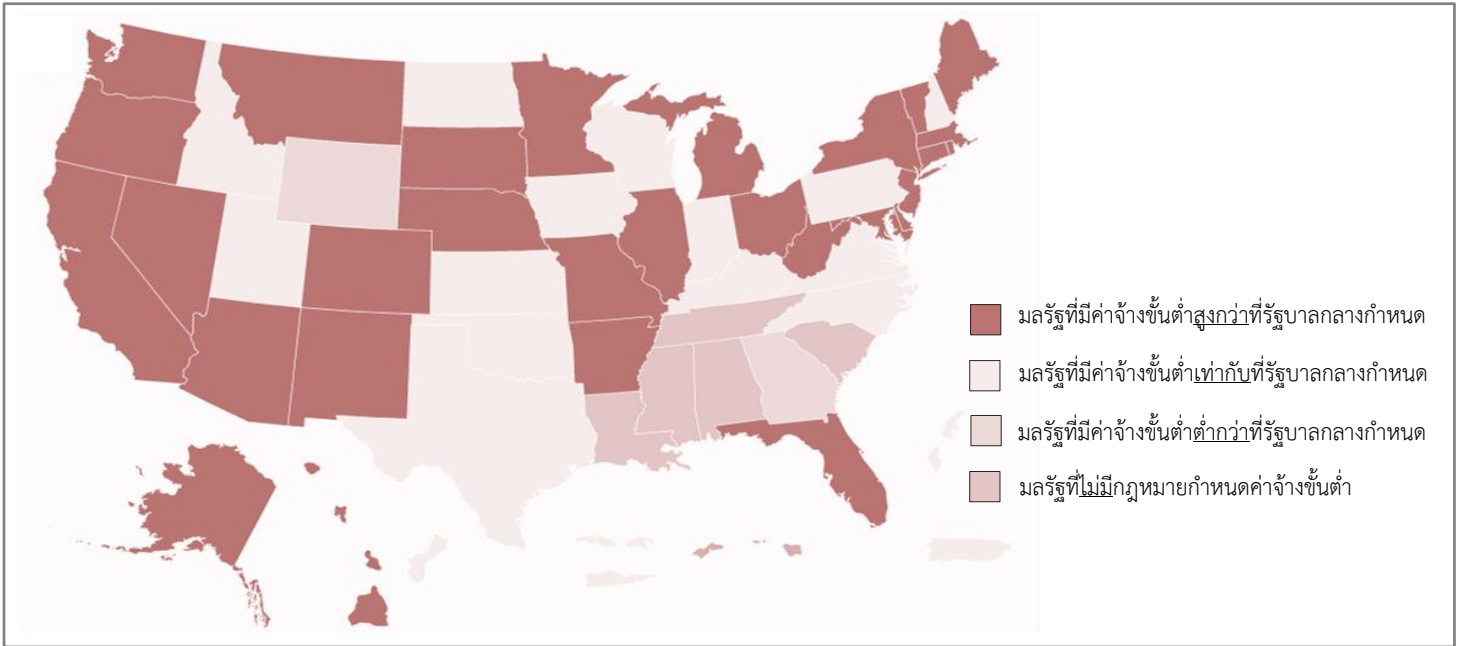 มลรัฐที่มีค่าจ้างขั้นต่ำสูงกว่าที่รัฐบาลกลางกำหนด
มลรัฐที่มีค่าจ้างขั้นต่ำเท่ากับที่รัฐบาลกลางกำหนด
มลรัฐที่มีค่าจ้างขั้นต่ำต่ำกว่าที่รัฐบาลกลางกำหนด
มลรัฐที่ไม่มีกฎหมายกำหนดค่าจ้างขั้นต่ำ